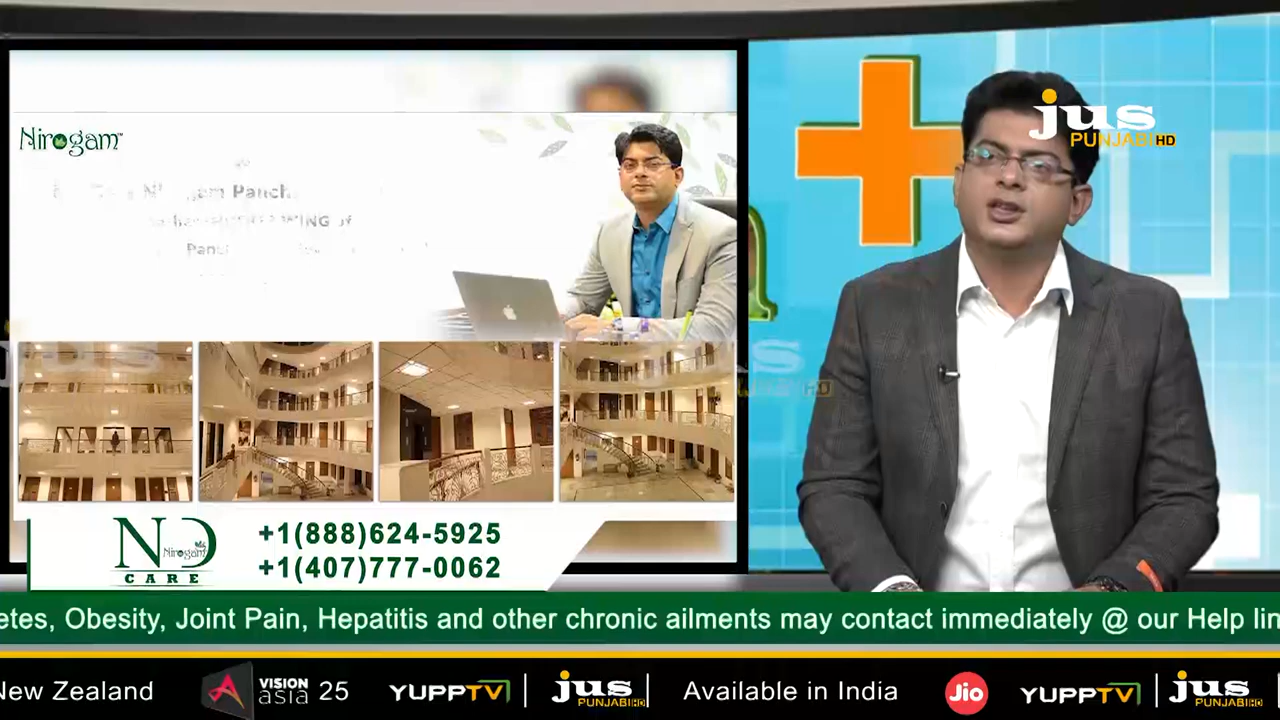 jus
PUNJABI HD
Nirogam™
ND
Nirogam
CARE
+1(888)624-5925
+1(407)777-0062
etes, Obesity, Joint Pain, Hepatitis and other chronic ailments may contact immediately @ our Help lin
New Zealand
VISION
asia 25
YUPPTV
jus
PUNJABI HD
Available in India
Jio
YUPPTV
jus
PUNJABI HD